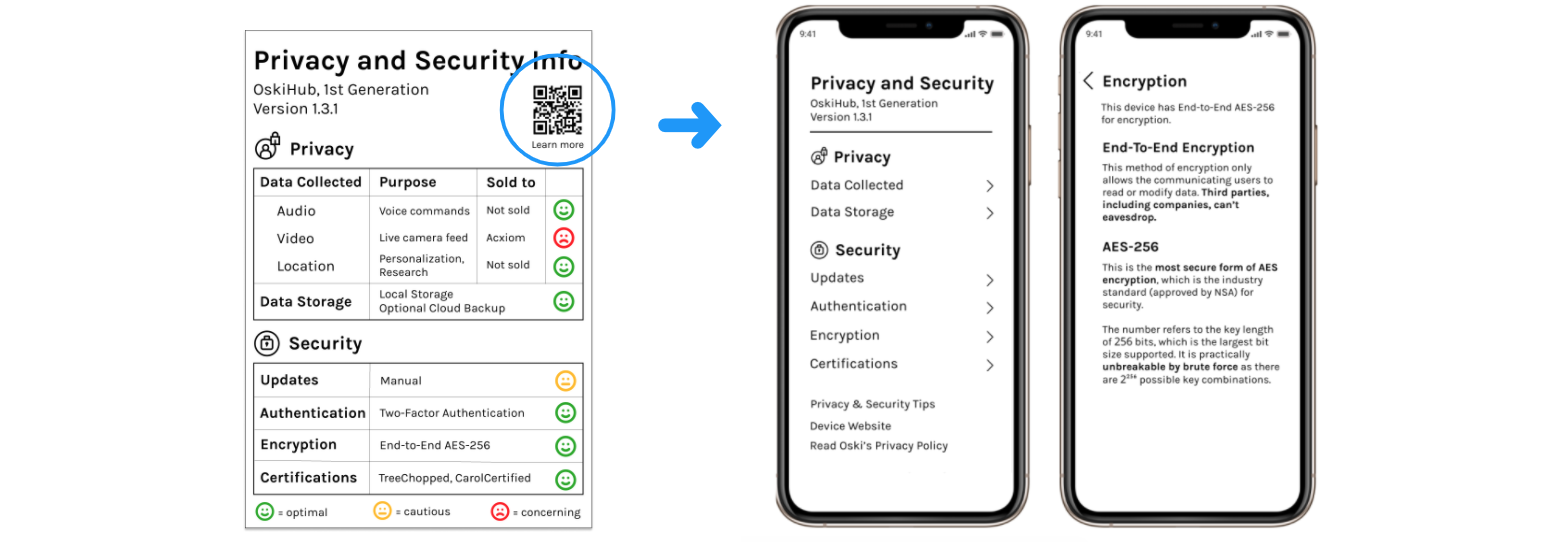 Privacy and Security Info
OskiHub, 1st Generation
Version 1.3.1
Learn more
Privacy
Data Collected Purpose Sold to
Audio Voice commands Not sold
Video Live camera feed Acxiom
Location Personalization, Research Not sold
Data Storage Local Storage
Optional Cloud Backup
Security
Updates Manual
Authentication Two-Factor Authentication
Encryption End-to-End AES-256
Certifications TreeChopped, CarolCertified
= optimal = cautious = concerning
9:41
Privacy and Security
OskiHub, 1st Generation
Version 1.3.1
Privacy
Data Collected
Data Storage
Security
Updates
Authentication
Encryption
Certifications
Privacy & Security Tips
Device Website
Read Oski's Privacy Policy
9:41
Encryption
This device has End-to-End AES-256
for encryption.
End-To-End Encryption
This method of encryption only
allows the communicating users to
read or modify data. Third parties,
including companies, can't
eavesdrop.
AES-256
This is the most secure form of AES
encryption, which is the industry
standard (approved by NSA) for
security.
The number refers to the key length
of 256 bits, which is the largest bit
size supported. It is practically
unbreakable by brute force as there
are 2²⁵⁶ possible key combinations.